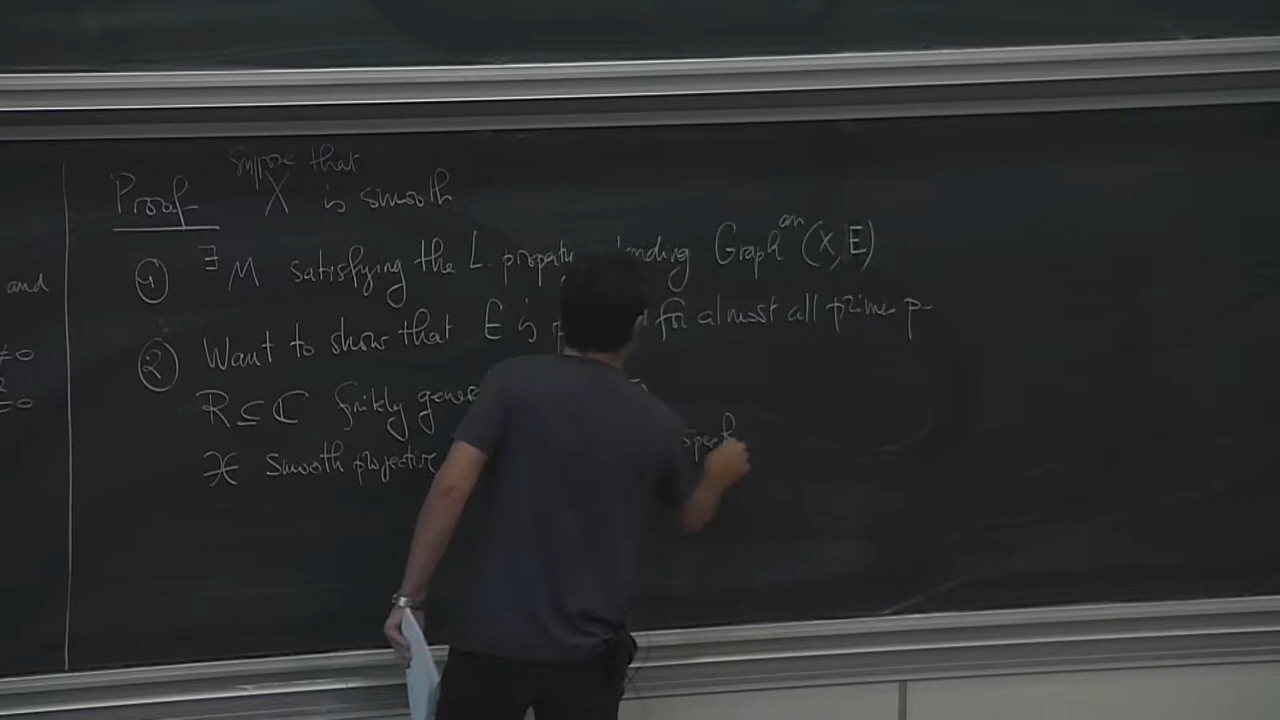 and
≠0
2
=0
Suppose that
Proof X is smooth
① ∃ M satisfying the L. property Graph^an (X, E)
② Want to show that E is for almost all prime p
R ⊆ ℂ finitely
𝒳 smooth projective Spec R